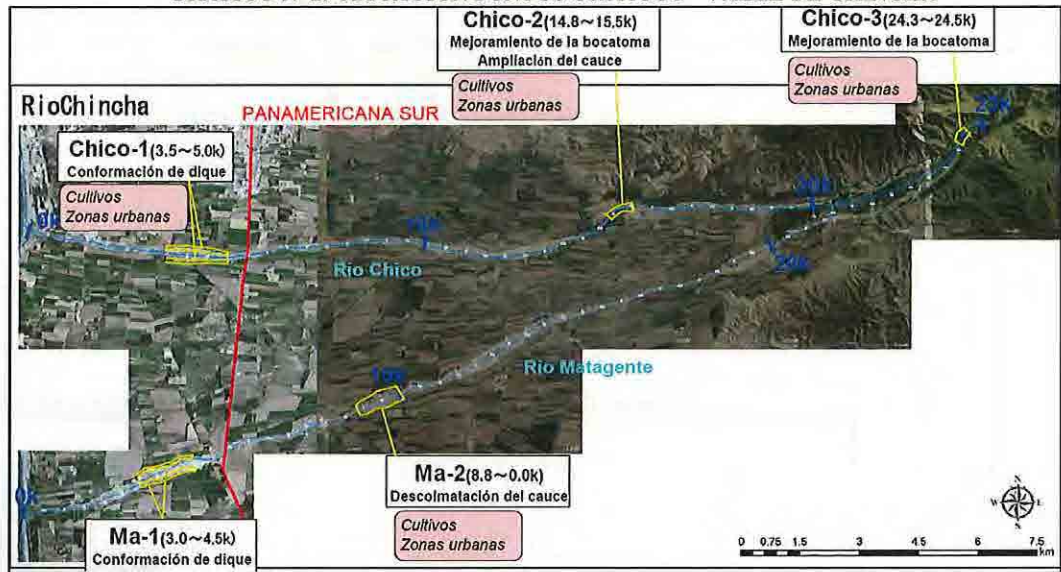 Chico-2(14.8~15.5k)
Mejoramiento de la bocatoma
Ampliación del cauce
Cultivos
Zonas urbanas
Chico-3(24.3~24.5k)
Mejoramiento de la bocatoma
Cultivos
Zonas urbanas
RioChincha
PANAMERICANA SUR
Chico-1(3.5~5.0k)
Conformación de dique
Cultivos
Zonas urbanas
25k
20k
0k
10k
20k
Río Chico
Río Matagente
10k
Ma-2(8.8~0.0k)
Descolmatación del cauce
Cultivos
Zonas urbanas
0k
Ma-1(3.0~4.5k)
Conformación de dique
N
W E
S
0 0.75 1.5 3 4.5 6 7.5
km